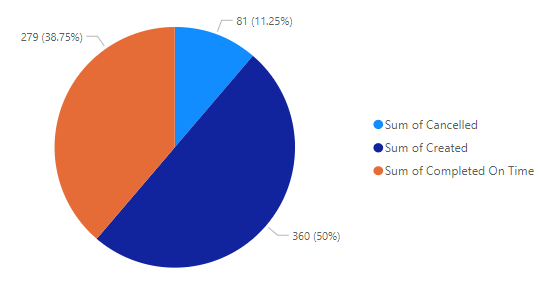 81 (11.25%)
279 (38.75%)
360 (50%)
Sum of Cancelled
Sum of Created
Sum of Completed On Time